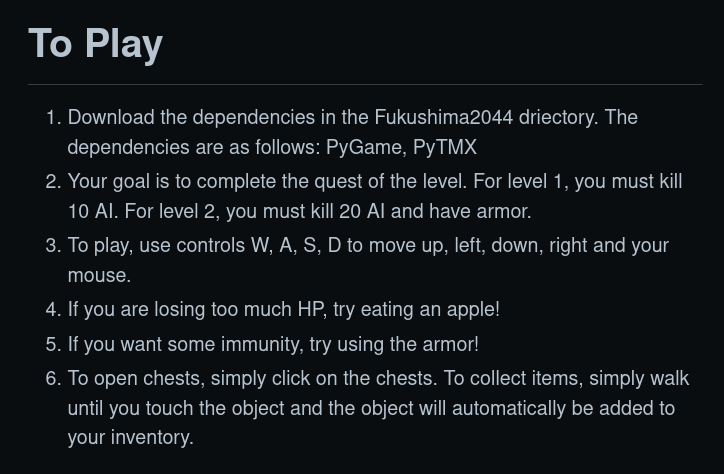 To Play
1. Download the dependencies in the Fukushima2044 driectory. The
dependencies are as follows: PyGame, PyTMX
2. Your goal is to complete the quest of the level. For level 1, you must kill
10 AI. For level 2, you must kill 20 AI and have armor.
3. To play, use controls W, A, S, D to move up, left, down, right and your
mouse.
4. If you are losing too much HP, try eating an apple!
5. If you want some immunity, try using the armor!
6. To open chests, simply click on the chests. To collect items, simply walk
until you touch the object and the object will automatically be added to
your inventory.